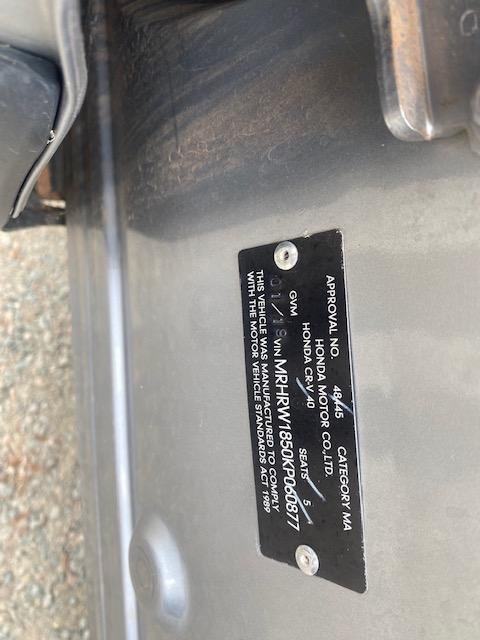 APPROVAL NO. 48445 CATEGORY MA
HONDA MOTOR CO.,LTD.
HONDA CR-V 40 SEATS 5
GVM
01/19 VIN MRHRW1850KP060877
THIS VEHICLE WAS MANUFACTURED TO COMPLY
WITH THE MOTOR VEHICLE STANDARDS ACT 1989